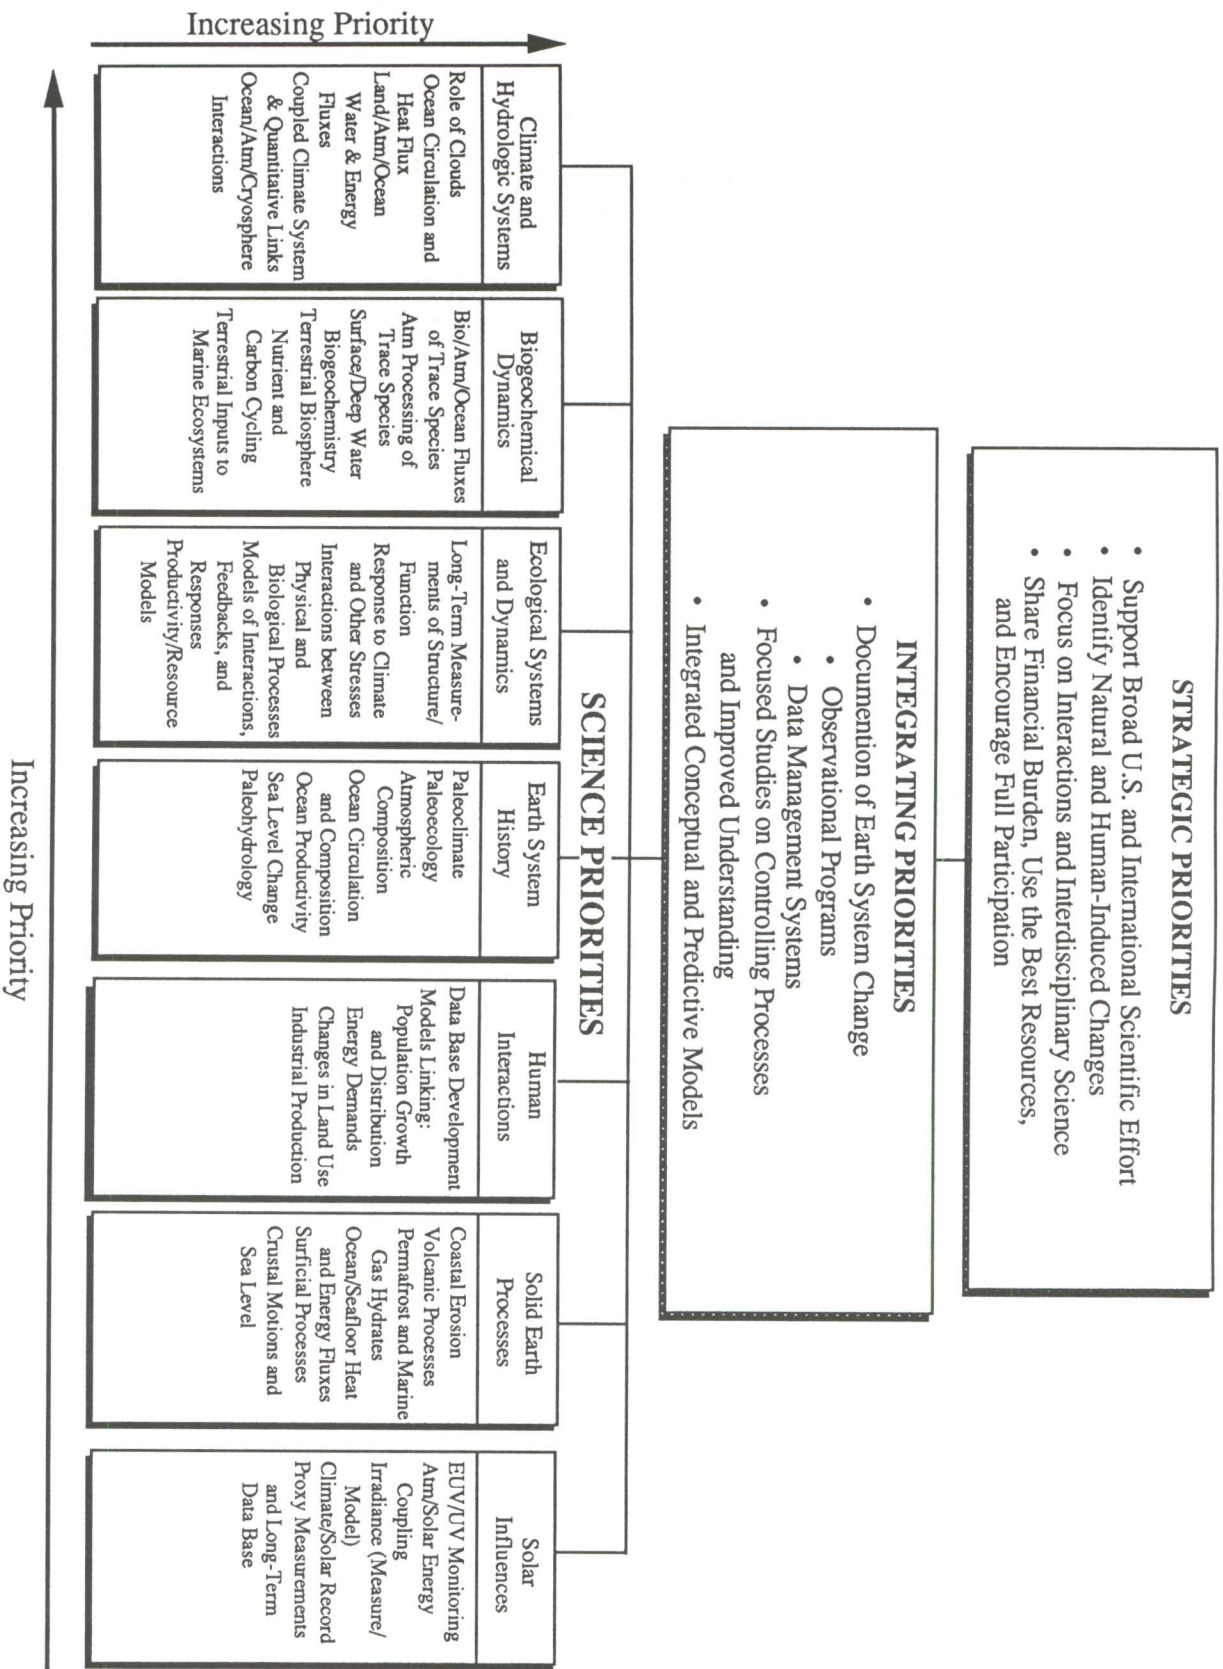 STRATEGIC PRIORITIES
• Support Broad U.S. and International Scientific Effort
• Identify Natural and Human-Induced Changes
• Focus on Interactions and Interdisciplinary Science
• Share Financial Burden, Use the Best Resources,
and Encourage Full Participation
INTEGRATING PRIORITIES
• Documention of Earth System Change
• Observational Programs
• Data Management Systems
• Focused Studies on Controlling Processes
and Improved Understanding
• Integrated Conceptual and Predictive Models
SCIENCE PRIORITIES
Increasing Priority
Climate and
Hydrologic Systems
Role of Clouds
Ocean Circulation and
Heat Flux
Land/Atm/Ocean
Water & Energy
Fluxes
Coupled Climate System
& Quantitative Links
Ocean/Atm/Cryosphere
Interactions
Biogeochemical
Dynamics
Bio/Atm/Ocean Fluxes
of Trace Species
Atm Processing of
Trace Species
Surface/Deep Water
Biogeochemistry
Terrestrial Biosphere
Nutrient and
Carbon Cycling
Terrestrial Inputs to
Marine Ecosystems
Ecological Systems
and Dynamics
Long-Term Measure-
ments of Structure/
Function
Response to Climate
and Other Stresses
Interactions between
Physical and
Biological Processes
Models of Interactions,
Feedbacks, and
Responses
Productivity/Resource
Models
Earth System
History
Paleoclimate
Paleoecology
Atmospheric
Composition
Ocean Circulation
and Composition
Ocean Productivity
Sea Level Change
Paleohydrology
Human
Interactions
Data Base Development
Models Linking:
Population Growth
and Distribution
Energy Demands
Changes in Land Use
Industrial Production
Solid Earth
Processes
Coastal Erosion
Volcanic Processes
Permafrost and Marine
Gas Hydrates
Ocean/Seafloor Heat
and Energy Fluxes
Surficial Processes
Crustal Motions and
Sea Level
Solar
Influences
EUV/UV Monitoring
Atm/Solar Energy
Coupling
Irradiance (Measure/
Model)
Climate/Solar Record
Proxy Measurements
and Long-Term
Data Base
Increasing Priority